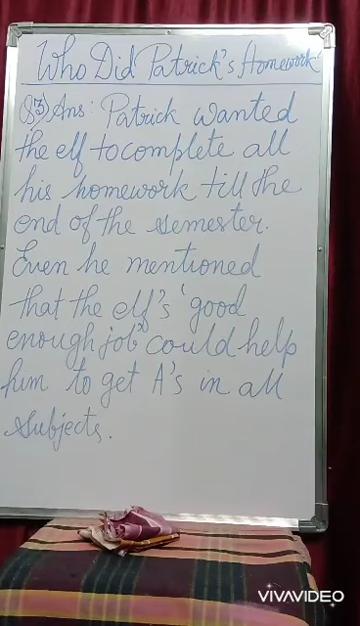 Who Did Patrick's Homework
Q3) Ans: Patrick wanted
the elf to complete all
his homework till the
end of the semester.
Even he mentioned
that the elf's 'good
enough job' could help
him to get A's in all
subjects.
VIVAVIDEO